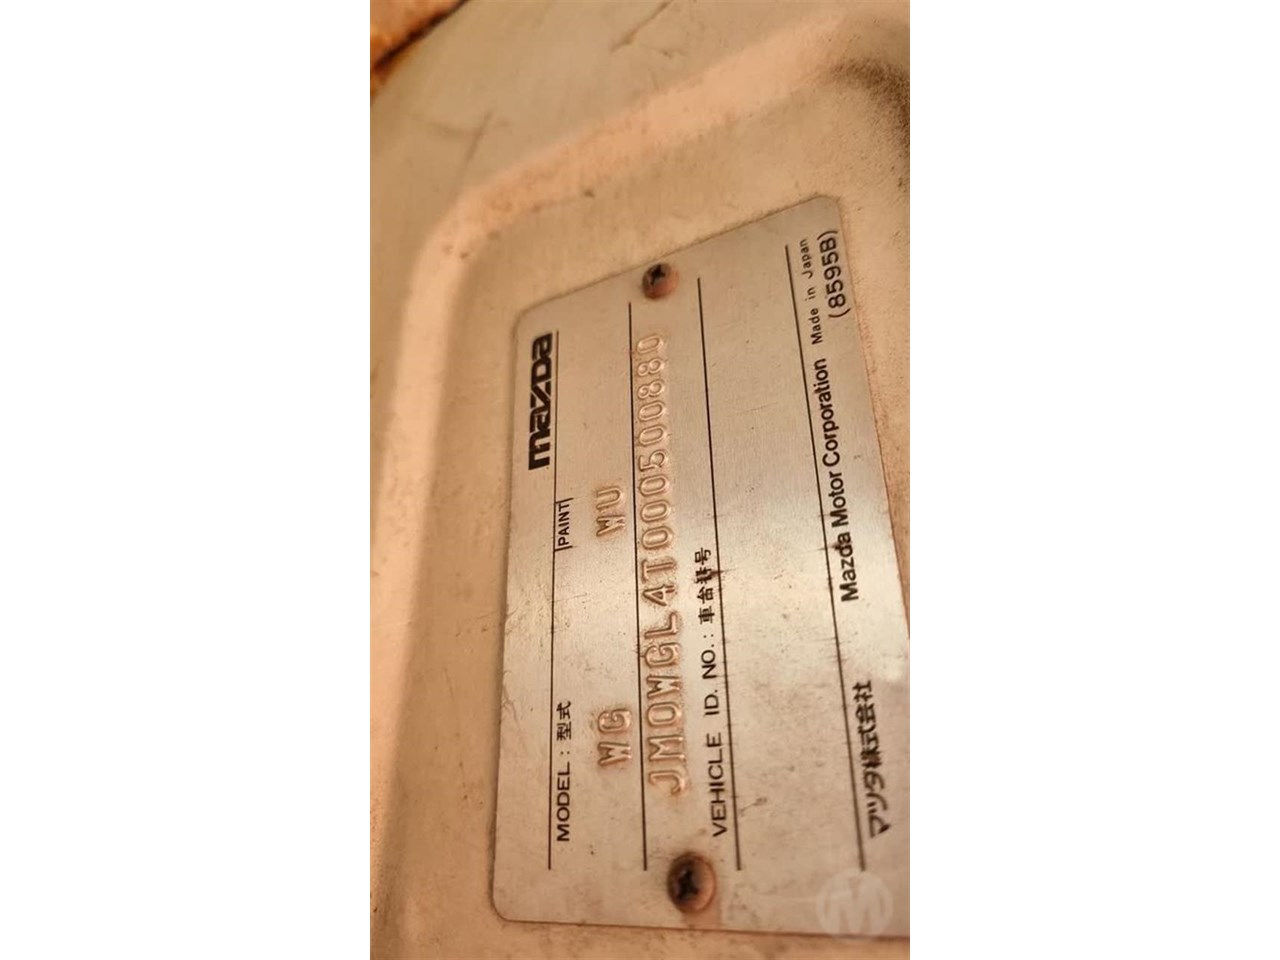 mazda
MODEL : 型式 PAINT
WG WU
JM0WGL4T000500880
VEHICLE ID. NO. : 車台番号
マツダ株式会社 Mazda Motor Corporation Made in Japan
(8595B)
M